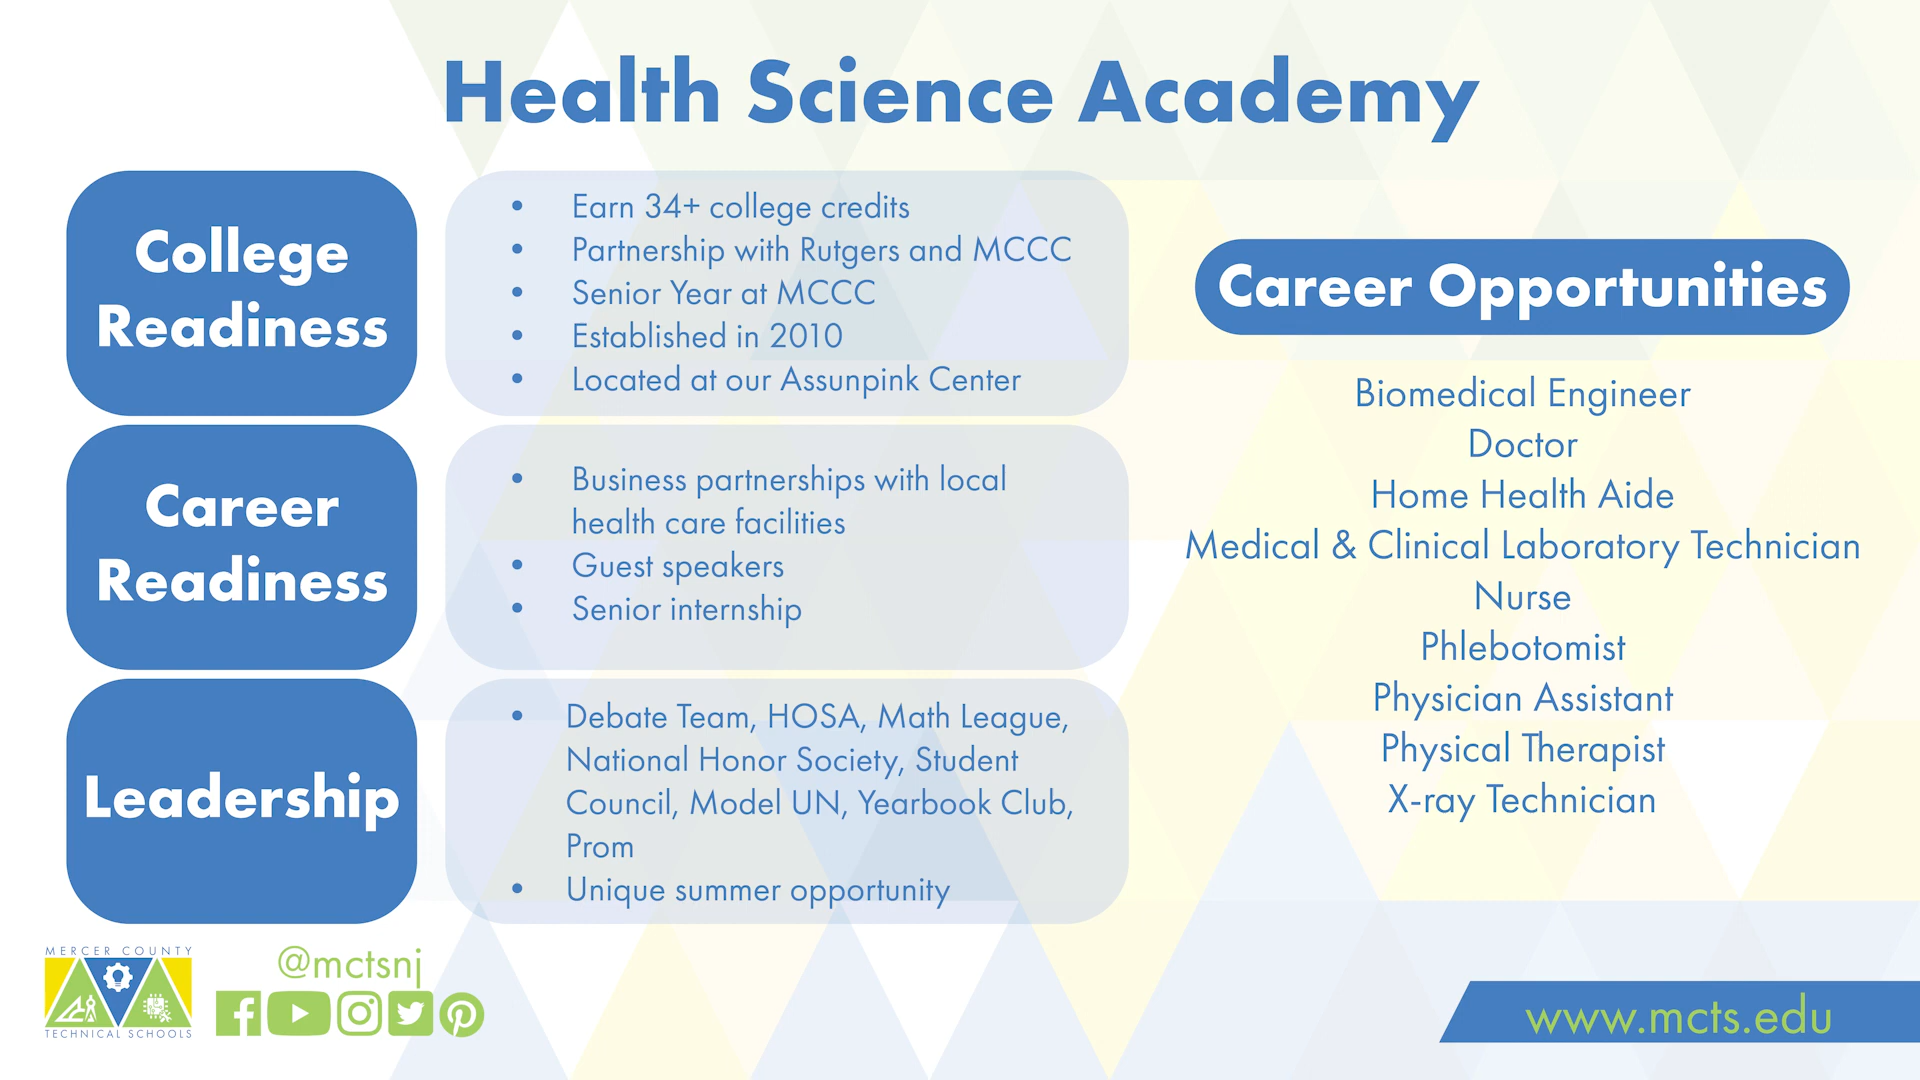 Health Science Academy
College
Readiness
• Earn 34+ college credits
• Partnership with Rutgers and MCCC
• Senior Year at MCCC
• Established in 2010
• Located at our Assunpink Center
Career
Readiness
• Business partnerships with local
health care facilities
• Guest speakers
• Senior internship
Leadership
• Debate Team, HOSA, Math League,
National Honor Society, Student
Council, Model UN, Yearbook Club,
Prom
• Unique summer opportunity
Career Opportunities
Biomedical Engineer
Doctor
Home Health Aide
Medical & Clinical Laboratory Technician
Nurse
Phlebotomist
Physician Assistant
Physical Therapist
X-ray Technician
MERCER COUNTY
TECHNICAL SCHOOLS
@mctsnj
www.mcts.edu